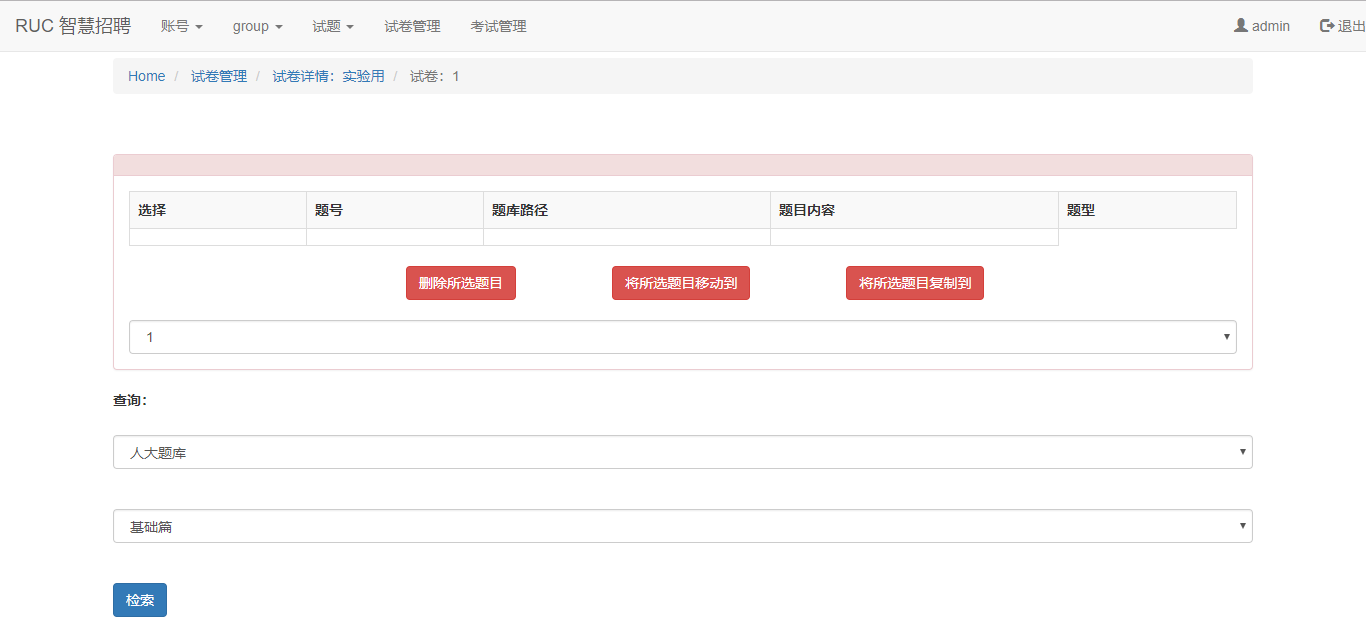 RUC 智慧招聘 账号 group 试题 试卷管理 考试管理 admin 退出
Home / 试卷管理 / 试卷详情：实验用 / 试卷：1
选择 题号 题库路径 题目内容 题型
删除所选题目 将所选题目移动到 将所选题目复制到
1
查询：
人大题库
基础篇
检索